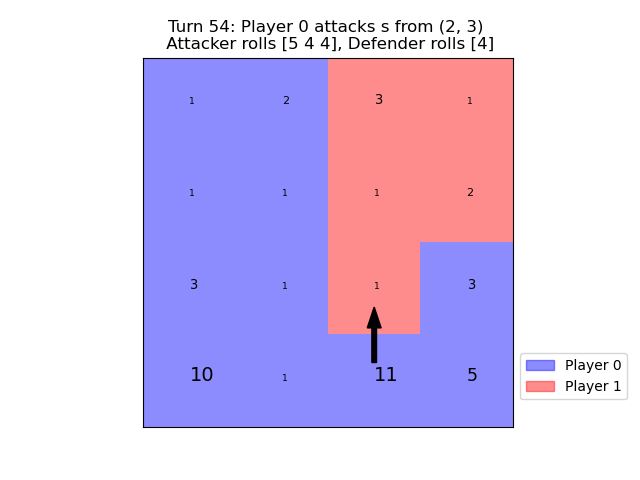 Turn 54: Player 0 attacks s from (2, 3)
Attacker rolls [5 4 4], Defender rolls [4]
1 2 3 1
1 1 1 2
3 1 1 3
10 1 11 5
Player 0
Player 1